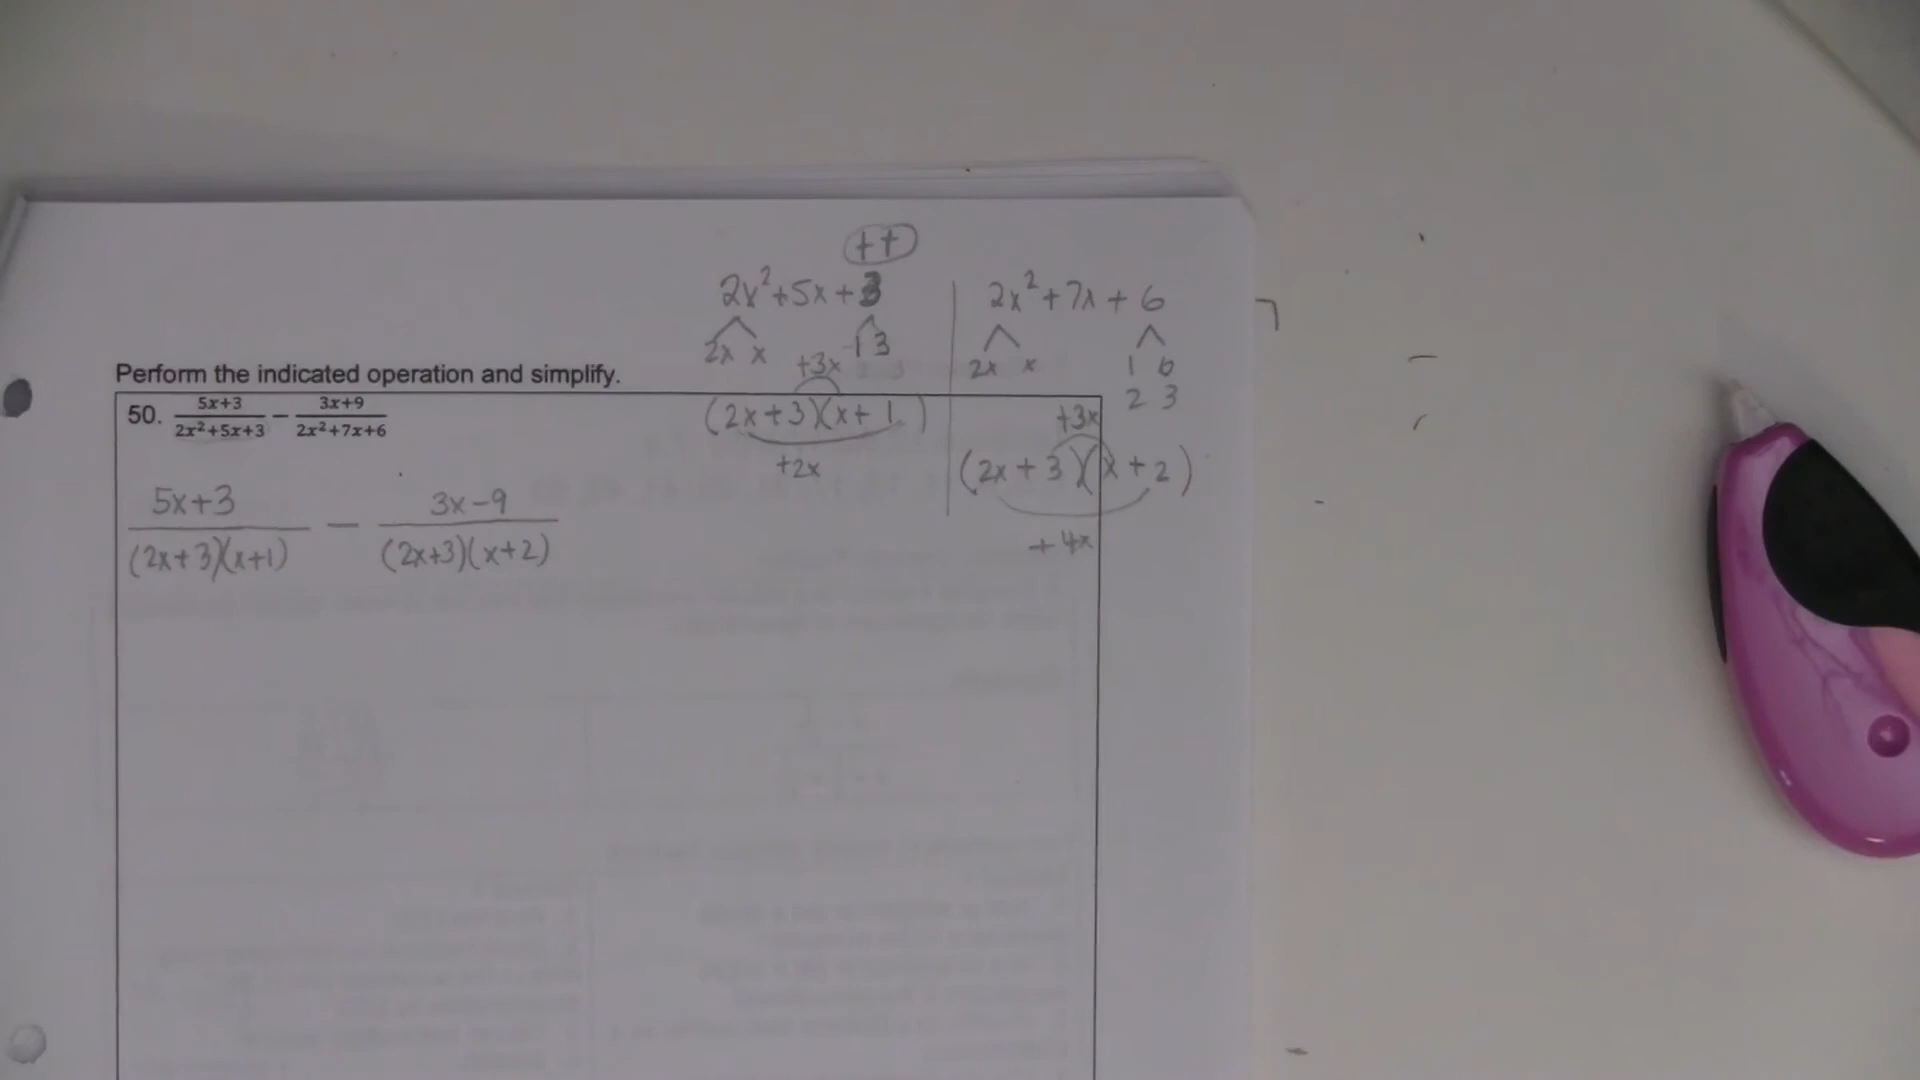 ++
2x²+5x+3
2x x
1 3
+3x
(2x+3)(x+1)
+2x
2x²+7x+6
2x x
1 6
2 3
+3x
(2x+3)(x+2)
+4x
Perform the indicated operation and simplify.
50. 5x+3/2x²+5x+3 − 3x+9/2x²+7x+6
5x+3/(2x+3)(x+1) − 3x-9/(2x+3)(x+2)